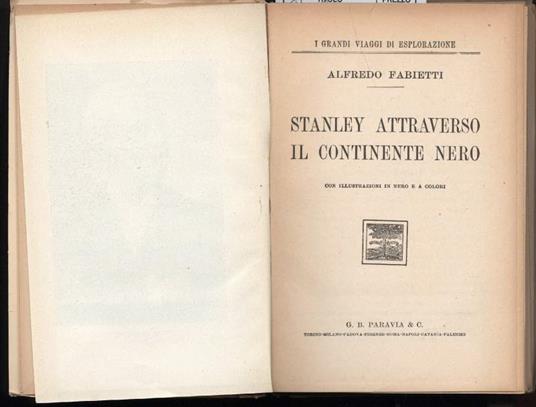 I GRANDI VIAGGI DI ESPLORAZIONE
ALFREDO FABIETTI
STANLEY ATTRAVERSO
IL CONTINENTE NERO
CON ILLUSTRAZIONI IN NERO E A COLORI
G. B. PARAVIA & C.
TORINO-MILANO-PADOVA-FIRENZE-ROMA-NAPOLI-CATANIA-PALERMO